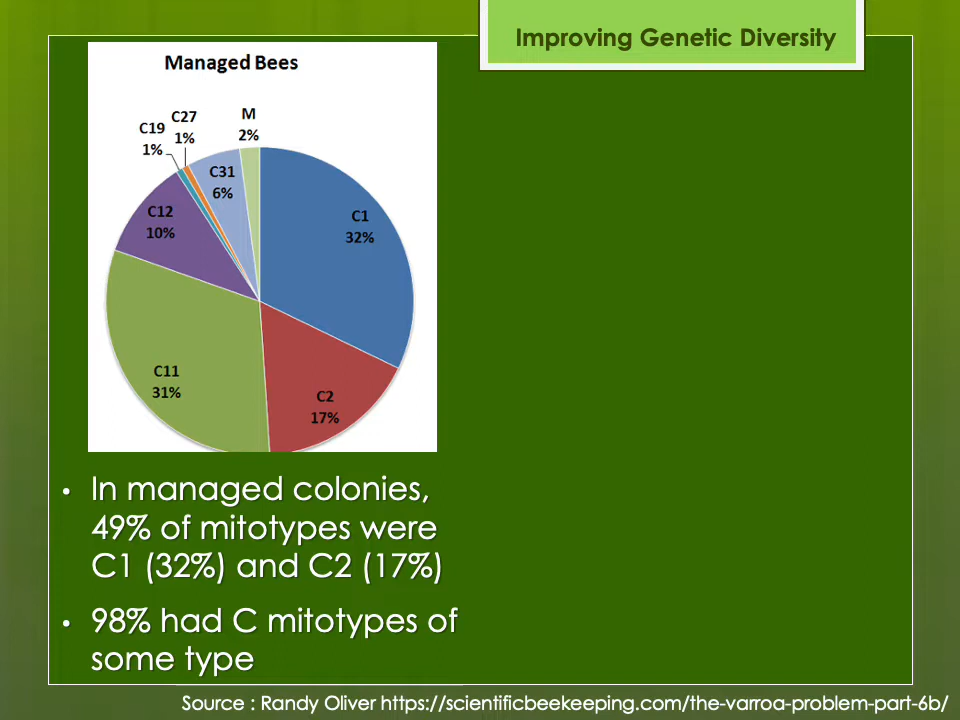 Improving Genetic Diversity
Managed Bees
C19
1%
C27
1%
M
2%
C31
6%
C12
10%
C1
32%
C11
31%
C2
17%
• In managed colonies,
49% of mitotypes were
C1 (32%) and C2 (17%)
• 98% had C mitotypes of
some type
Source : Randy Oliver https://scientificbeekeeping.com/the-varroa-problem-part-6b/